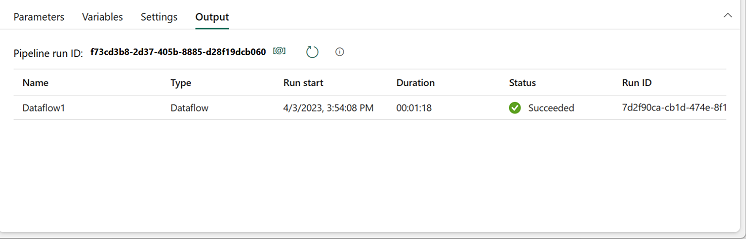 Parameters Variables Settings Output
Pipeline run ID: f73cd3b8-2d37-405b-8885-d28f19dcb060
Name Type Run start Duration Status Run ID
Dataflow1 Dataflow 4/3/2023, 3:54:08 PM 00:01:18 Succeeded 7d2f90ca-cb1d-474e-8f1